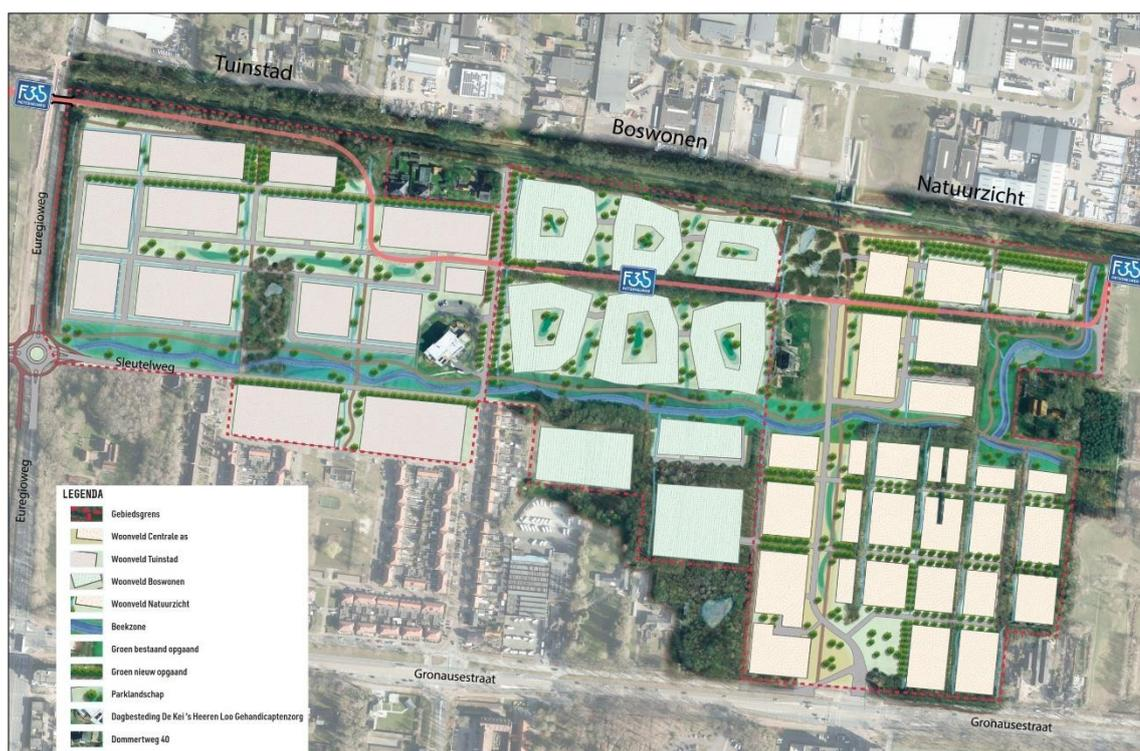 Tuinstad
F35
FIETSSNELWEG
Boswonen
Natuurzicht
F35
Euregioweg
F35
FIETSSNELWEG
Sleutelweg
Euregioweg
LEGENDA
Gebiedsgrens
Woonveld Centrale as
Woonveld Tuinstad
Woonveld Boswonen
Woonveld Natuurzicht
Beekzone
Groen bestaand opgaand
Groen nieuw opgaand
Parklandschap
Dagbesteding De Kei 's Heeren Loo Gehandicaptenzorg
Dommertweg 40
Gronausestraat
Gronausestraat